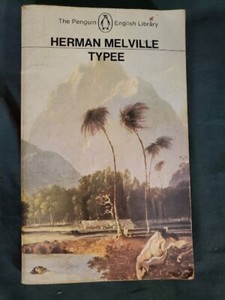 The Penguin English Library
HERMAN MELVILLE
TYPEE